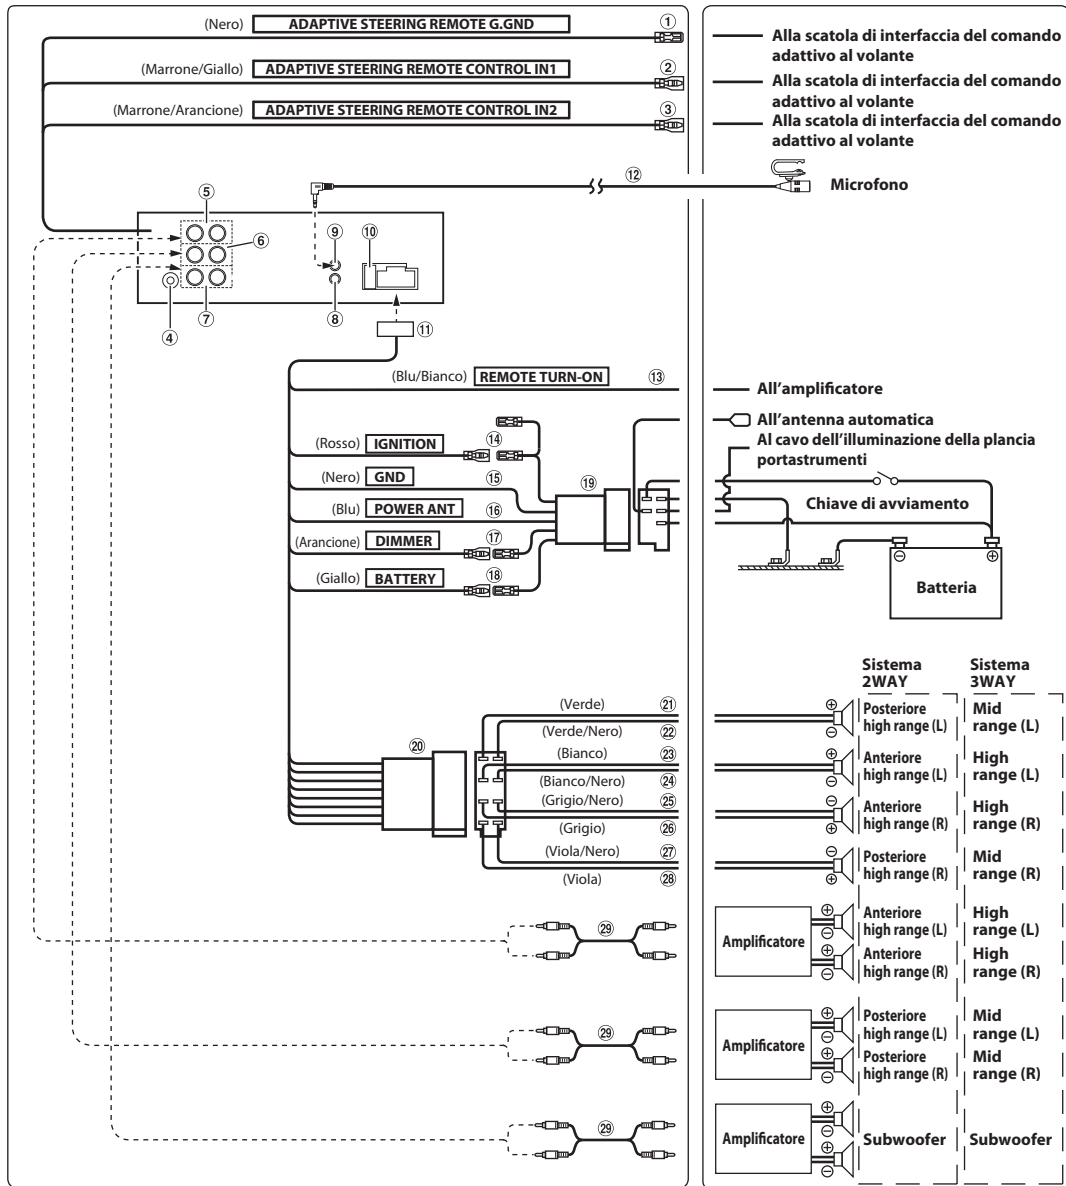 (Nero) ADAPTIVE STEERING REMOTE G.GND ①
Alla scatola di interfaccia del comando
adattivo al volante
(Marrone/Giallo) ADAPTIVE STEERING REMOTE CONTROL IN1 ②
Alla scatola di interfaccia del comando
adattivo al volante
(Marrone/Arancione) ADAPTIVE STEERING REMOTE CONTROL IN2 ③
Alla scatola di interfaccia del comando
adattivo al volante
⑫
Microfono
⑤
⑥
⑨ ⑩
④ ⑦ ⑧
⑪
(Blu/Bianco) REMOTE TURN-ON ⑬
All'amplificatore
All'antenna automatica
Al cavo dell'illuminazione della plancia
portastrumenti
(Rosso) IGNITION ⑭
(Nero) GND ⑮
⑲
(Blu) POWER ANT ⑯
(Arancione) DIMMER ⑰
(Giallo) BATTERY ⑱
Chiave di avviamento
⊖ ⊕
Batteria
Sistema
2WAY
Sistema
3WAY
(Verde) ㉑
(Verde/Nero) ㉒
⊕
⊖
Posteriore
high range (L)
Mid
range (L)
⑳
(Bianco) ㉓
(Bianco/Nero) ㉔
⊕
⊖
Anteriore
high range (L)
High
range (L)
(Grigio/Nero) ㉕
(Grigio) ㉖
⊖
⊕
Anteriore
high range (R)
High
range (R)
(Viola/Nero) ㉗
(Viola) ㉘
⊖
⊕
Posteriore
high range (R)
Mid
range (R)
㉙
Amplificatore
⊕
⊖
Anteriore
high range (L)
High
range (L)
⊕
⊖
Anteriore
high range (R)
High
range (R)
㉙
Amplificatore
⊕
⊖
Posteriore
high range (L)
Mid
range (L)
⊕
⊖
Posteriore
high range (R)
Mid
range (R)
㉙
Amplificatore
⊕
⊖
⊕
⊖
Subwoofer
Subwoofer